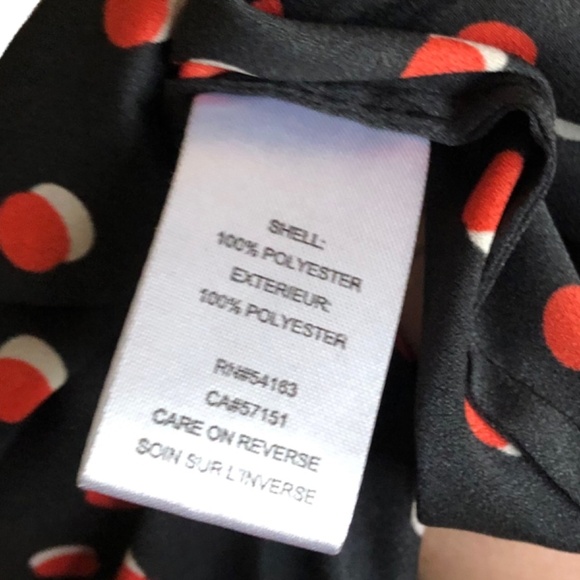 SHELL:
100% POLYESTER
EXTERIEUR:
100% POLYESTER
RN#54163
CA#57151
CARE ON REVERSE
SOIN SUR L'INVERSE